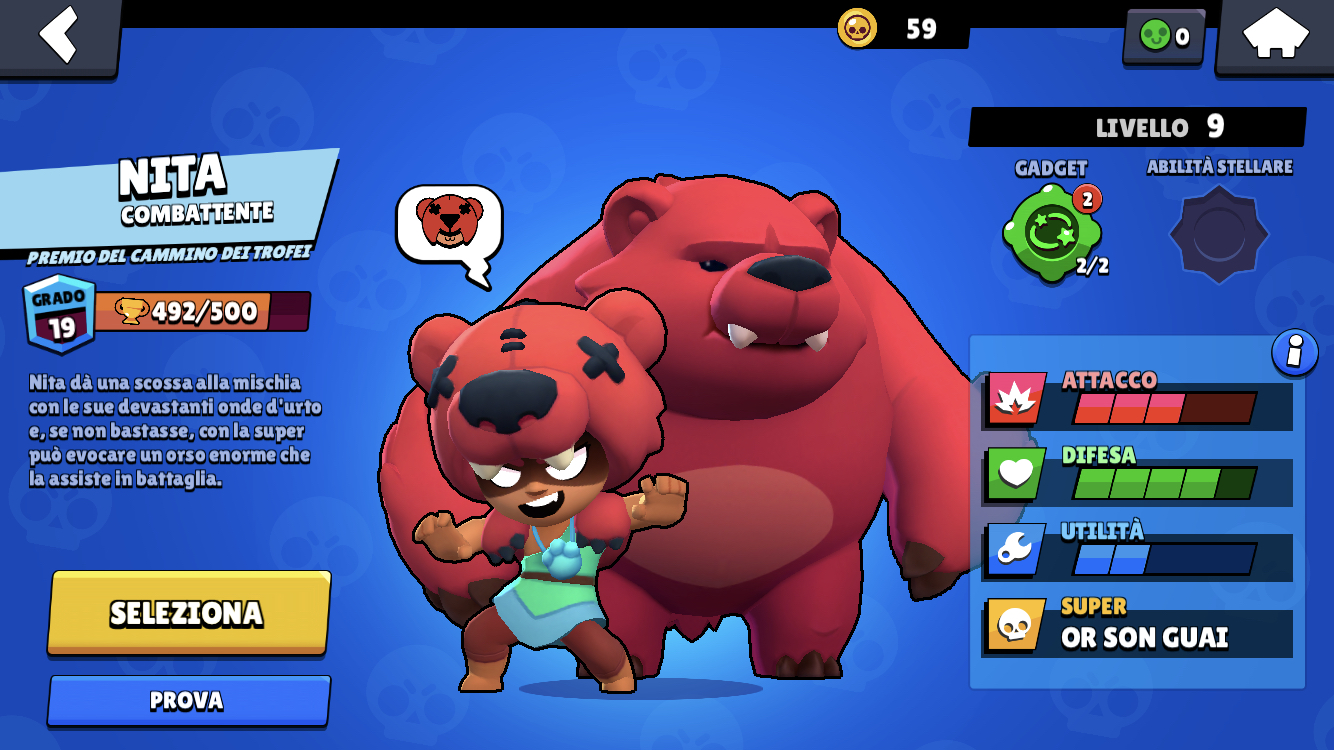 59
0
NITA
COMBATTENTE
PREMIO DEL CAMMINO DEI TROFEI
GRADO
19
492/500
Nita dà una scossa alla mischia
con le sue devastanti onde d'urto
e, se non bastasse, con la super
può evocare un orso enorme che
la assiste in battaglia.
SELEZIONA
PROVA
LIVELLO 9
GADGET
ABILITÀ STELLARE
2
2/2
ATTACCO
DIFESA
UTILITÀ
SUPER
OR SON GUAI